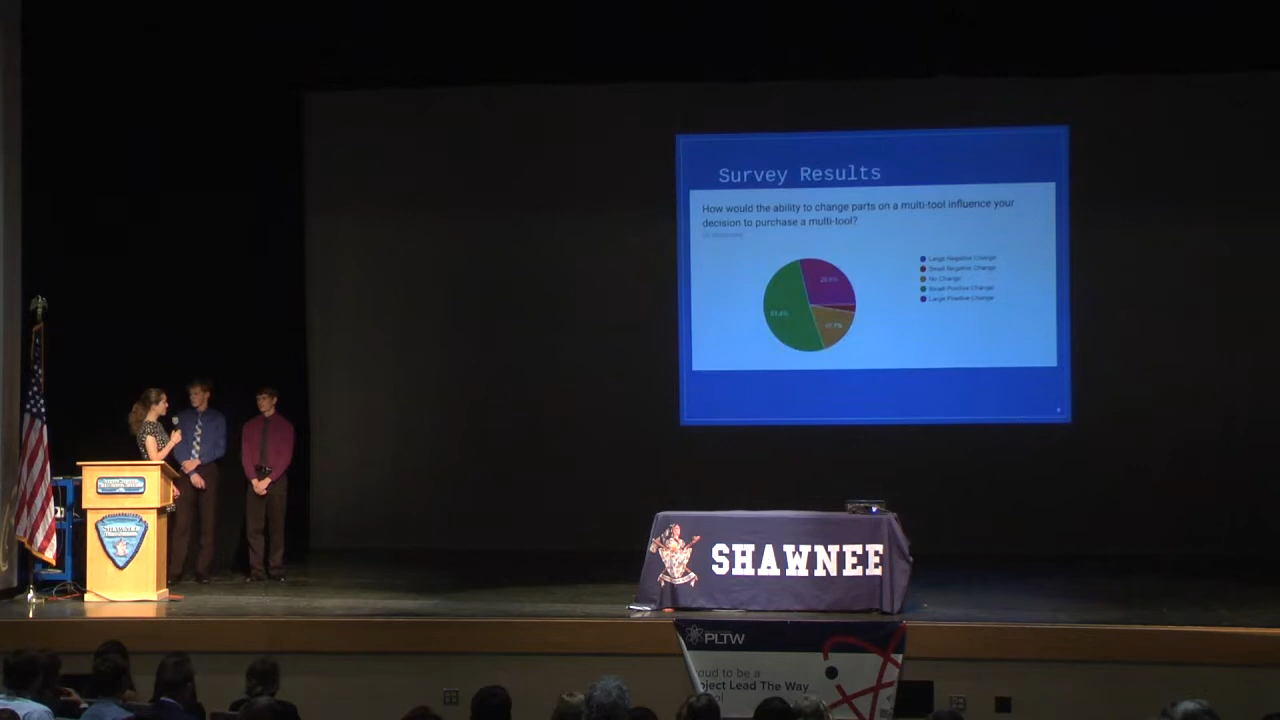 Survey Results
How would the ability to change parts on a multi-tool influence your
decision to purchase a multi-tool?
Large Negative Change
Small Negative Change
No Change
Small Positive Change
Large Positive Change
SHAWNEE
SHAWNEE
PLTW
oud to be a
oject Lead The Way